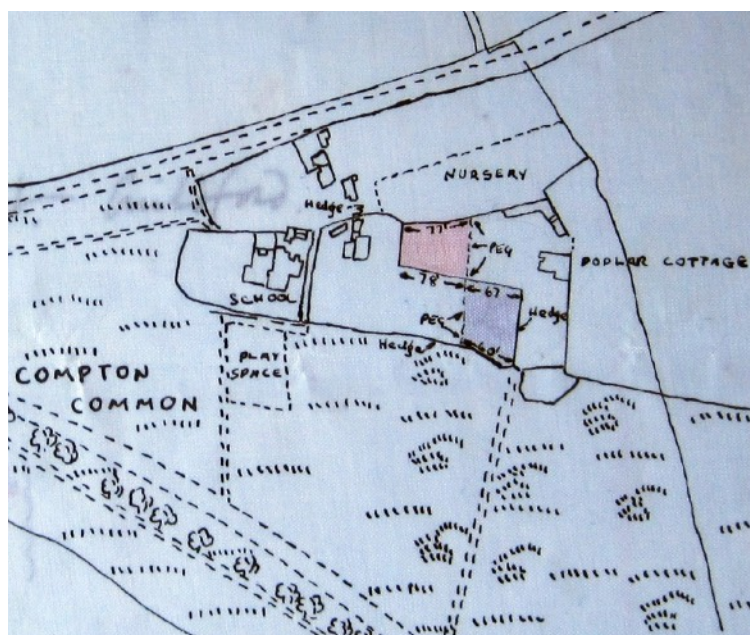 NURSERY
Hedge
77
PEG
POPLAR COTTAGE
78
67
SCHOOL
PEG
Hedge
60
Hedge
PLAY
SPACE
COMPTON
COMMON